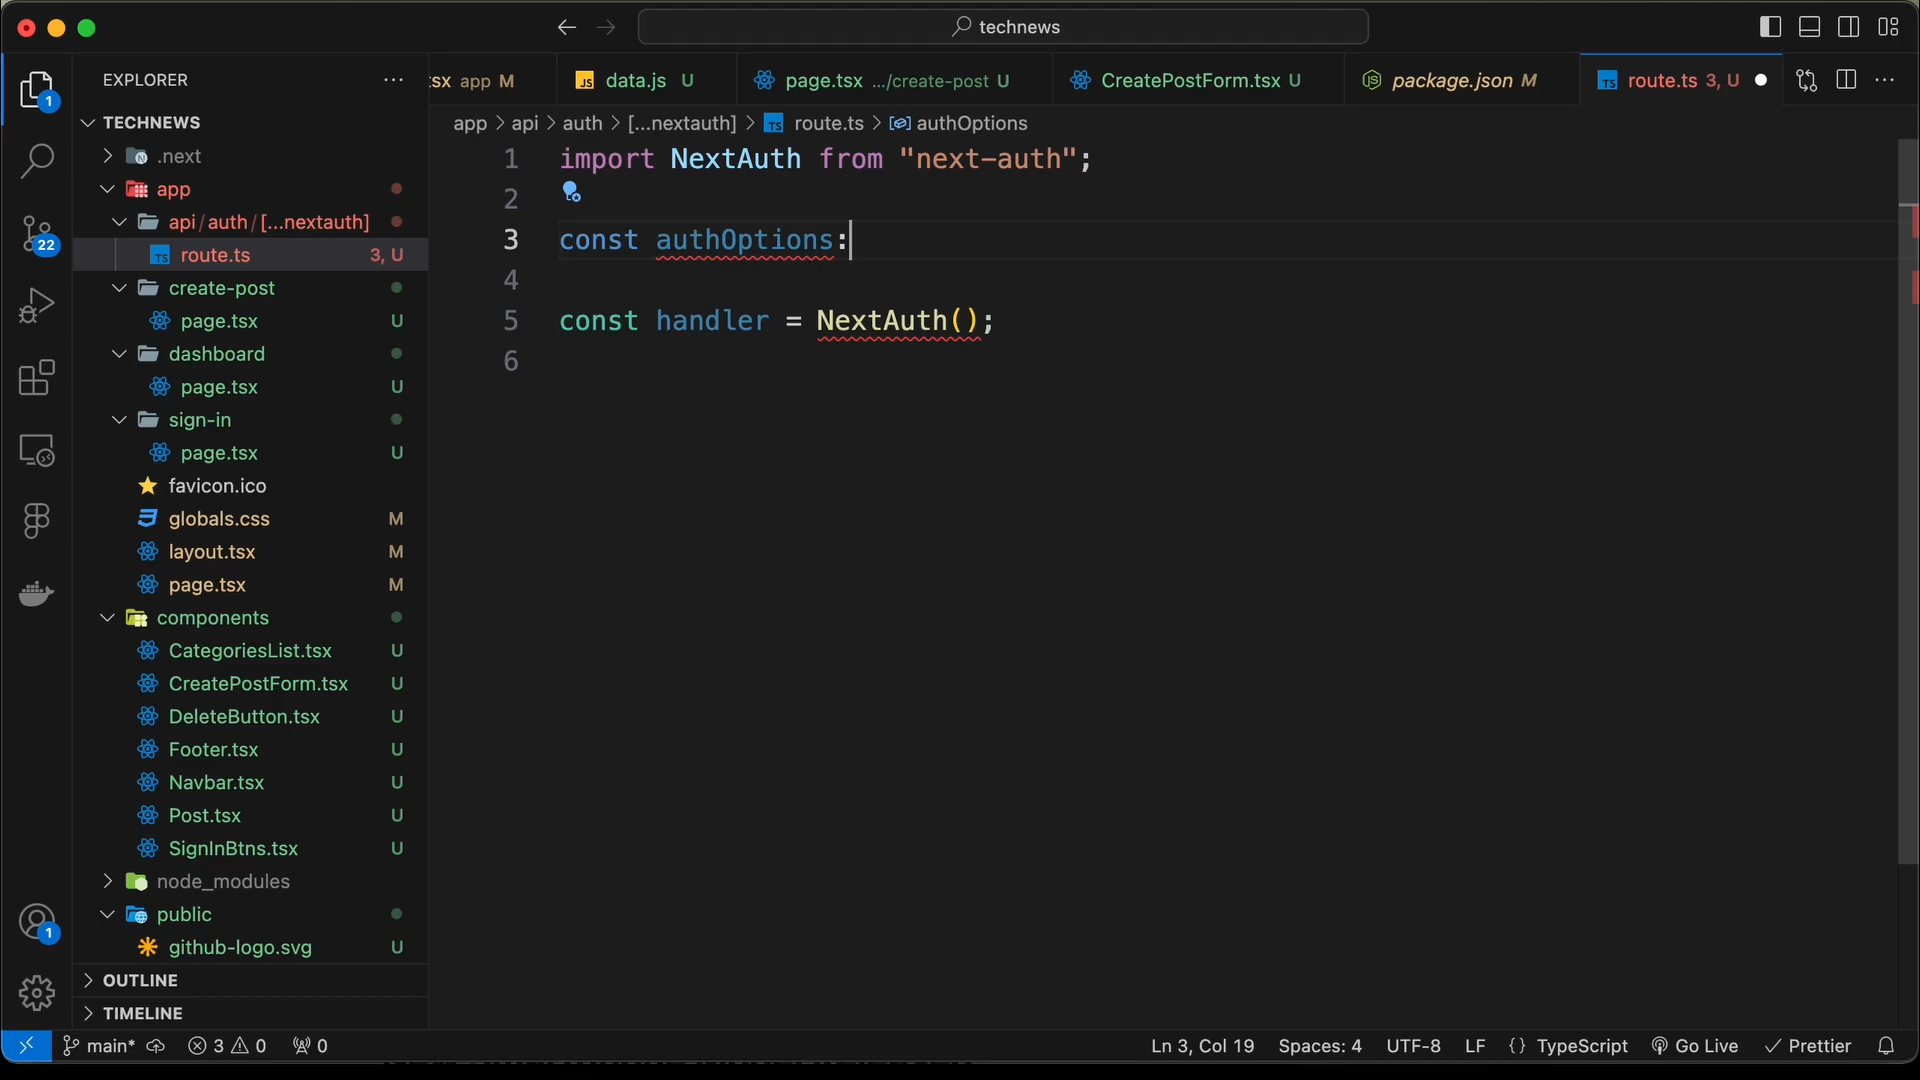 technews
EXPLORER
TECHNEWS
.next
app
api/auth/[...nextauth]
route.ts 3, U
create-post
page.tsx U
dashboard
page.tsx U
sign-in
page.tsx U
favicon.ico
globals.css M
layout.tsx M
page.tsx M
components
CategoriesList.tsx U
CreatePostForm.tsx U
DeleteButton.tsx U
Footer.tsx U
Navbar.tsx U
Post.tsx U
SignInBtns.tsx U
node_modules
public
github-logo.svg U
OUTLINE
TIMELINE
1
22
1
tsx app M
data.js U
page.tsx .../create-post U
CreatePostForm.tsx U
package.json M
route.ts 3, U
app > api > auth > [...nextauth] > route.ts > authOptions
1 import NextAuth from "next-auth";
2
3 const authOptions:
4
5 const handler = NextAuth();
6
main* 3 0 0
Ln 3, Col 19 Spaces: 4 UTF-8 LF {} TypeScript Go Live Prettier